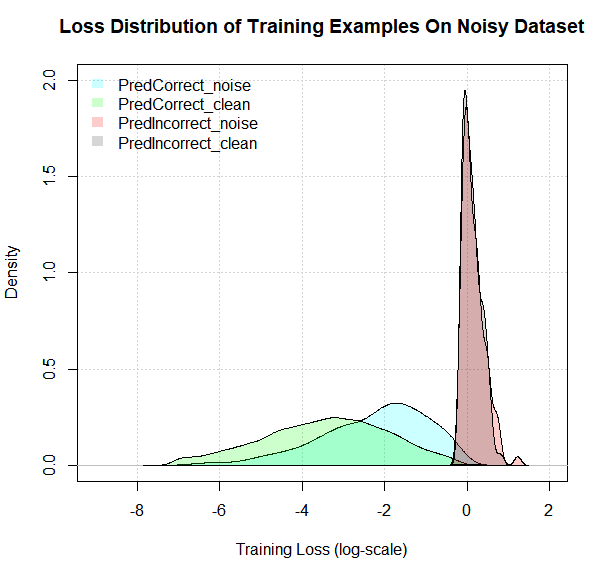 Loss Distribution of Training Examples On Noisy Dataset
PredCorrect_noise
PredCorrect_clean
PredIncorrect_noise
PredIncorrect_clean
2.0
1.5
1.0
0.5
0.0
Density
-8 -6 -4 -2 0 2
Training Loss (log-scale)